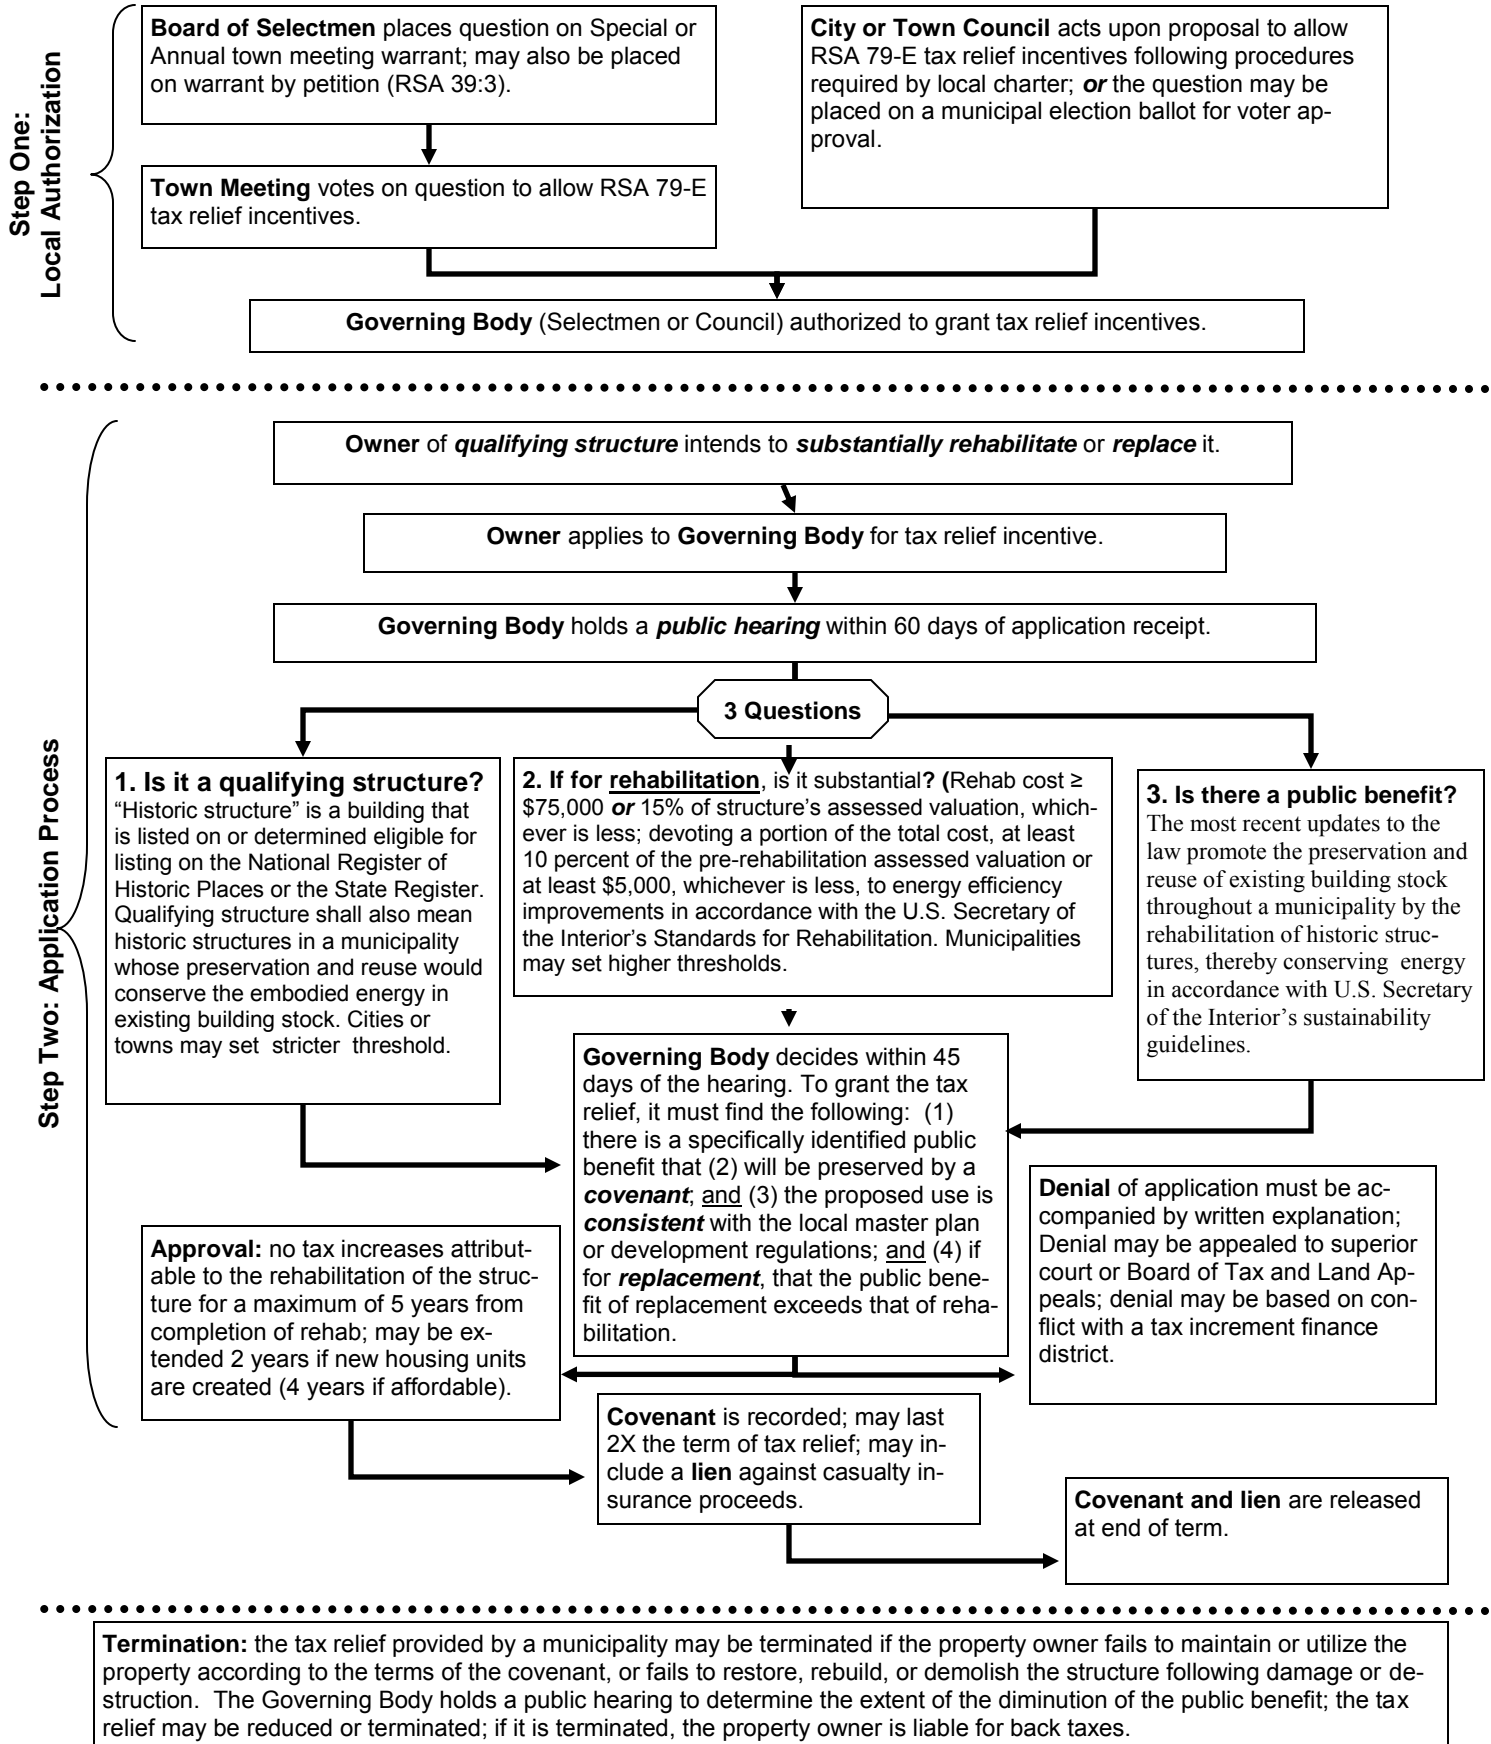 Step One:
Local Authorization
Board of Selectmen places question on Special or
Annual town meeting warrant; may also be placed
on warrant by petition (RSA 39:3).
City or Town Council acts upon proposal to allow
RSA 79-E tax relief incentives following procedures
required by local charter; or the question may be
placed on a municipal election ballot for voter ap-
proval.
Town Meeting votes on question to allow RSA 79-E
tax relief incentives.
Governing Body (Selectmen or Council) authorized to grant tax relief incentives.
Step Two: Application Process
Owner of qualifying structure intends to substantially rehabilitate or replace it.
Owner applies to Governing Body for tax relief incentive.
Governing Body holds a public hearing within 60 days of application receipt.
3 Questions
1. Is it a qualifying structure?
“Historic structure” is a building that
is listed on or determined eligible for
listing on the National Register of
Historic Places or the State Register.
Qualifying structure shall also mean
historic structures in a municipality
whose preservation and reuse would
conserve the embodied energy in
existing building stock. Cities or
towns may set stricter threshold.
2. If for rehabilitation, is it substantial? (Rehab cost ≥
$75,000 or 15% of structure’s assessed valuation, which-
ever is less; devoting a portion of the total cost, at least
10 percent of the pre-rehabilitation assessed valuation or
at least $5,000, whichever is less, to energy efficiency
improvements in accordance with the U.S. Secretary of
the Interior’s Standards for Rehabilitation. Municipalities
may set higher thresholds.
3. Is there a public benefit?
The most recent updates to the
law promote the preservation and
reuse of existing building stock
throughout a municipality by the
rehabilitation of historic struc-
tures, thereby conserving energy
in accordance with U.S. Secretary
of the Interior’s sustainability
guidelines.
Governing Body decides within 45
days of the hearing. To grant the tax
relief, it must find the following: (1)
there is a specifically identified public
benefit that (2) will be preserved by a
covenant; and (3) the proposed use is
consistent with the local master plan
or development regulations; and (4) if
for replacement, that the public bene-
fit of replacement exceeds that of reha-
bilitation.
Approval: no tax increases attribut-
able to the rehabilitation of the struc-
ture for a maximum of 5 years from
completion of rehab; may be ex-
tended 2 years if new housing units
are created (4 years if affordable).
Denial of application must be ac-
companied by written explanation;
Denial may be appealed to superior
court or Board of Tax and Land Ap-
peals; denial may be based on con-
flict with a tax increment finance
district.
Covenant is recorded; may last
2X the term of tax relief; may in-
clude a lien against casualty in-
surance proceeds.
Covenant and lien are released
at end of term.
Termination: the tax relief provided by a municipality may be terminated if the property owner fails to maintain or utilize the
property according to the terms of the covenant, or fails to restore, rebuild, or demolish the structure following damage or de-
struction. The Governing Body holds a public hearing to determine the extent of the diminution of the public benefit; the tax
relief may be reduced or terminated; if it is terminated, the property owner is liable for back taxes.